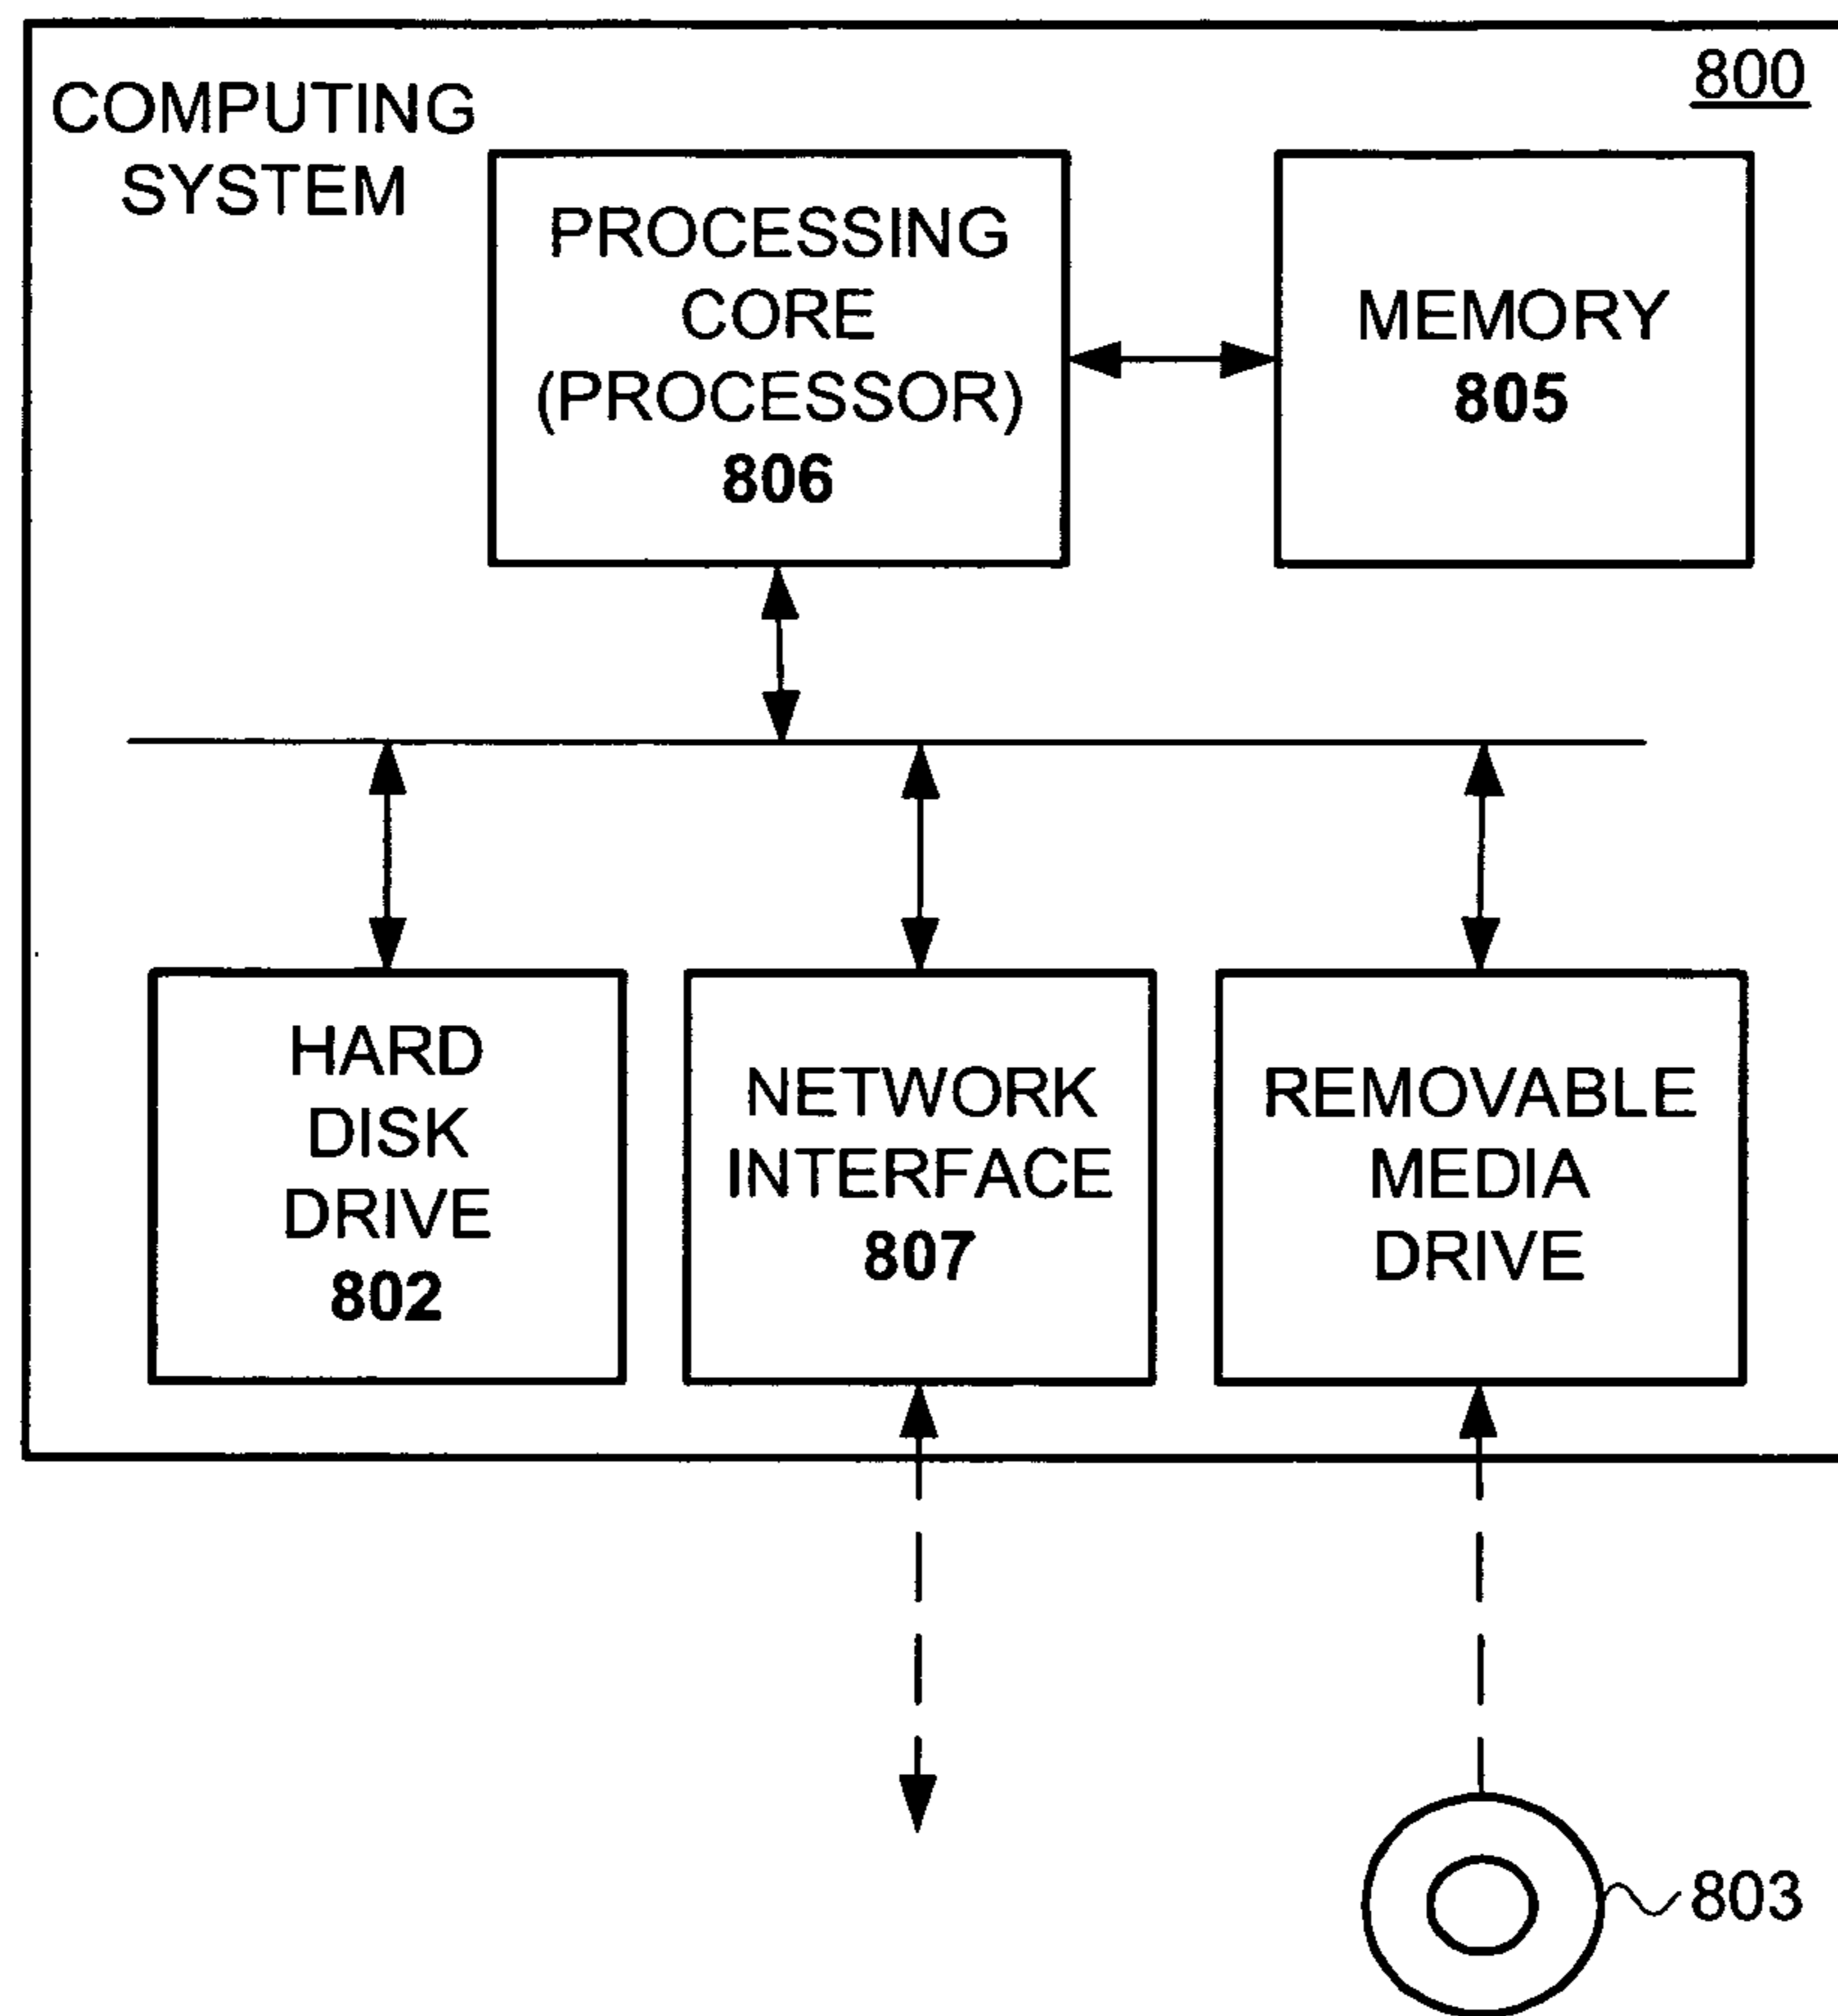 800
COMPUTING
SYSTEM
PROCESSING
CORE
(PROCESSOR)
806
MEMORY
805
HARD
DISK
DRIVE
802
NETWORK
INTERFACE
807
REMOVABLE
MEDIA
DRIVE
803